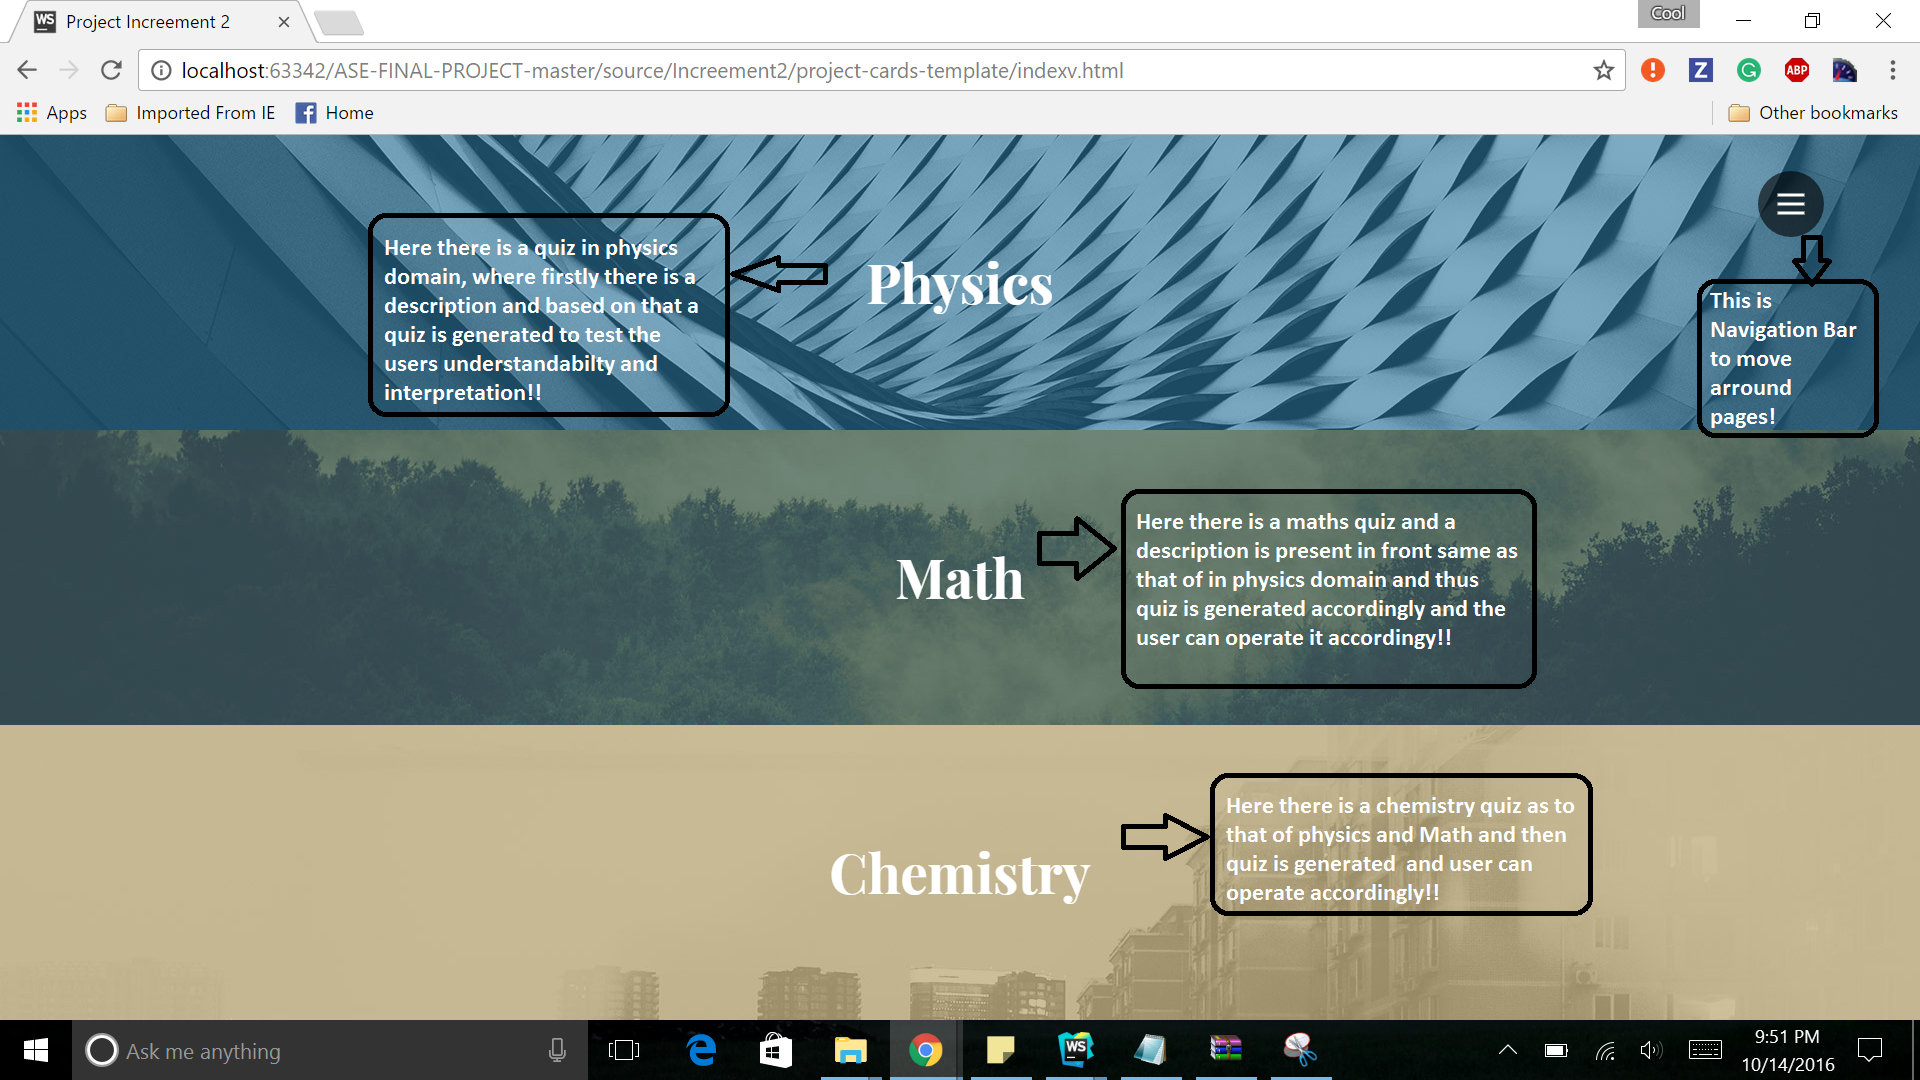 WS Project Increement 2
Cool
localhost:63342/ASE-FINAL-PROJECT-master/source/Increement2/project-cards-template/indexv.html
Z
G
ABP
Apps
Imported From IE
Home
Other bookmarks
Here there is a quiz in physics
domain, where firstly there is a
description and based on that a
quiz is generated to test the
users understandabilty and
interpretation!!
Physics
This is
Navigation Bar
to move
arround
pages!
Math
Here there is a maths quiz and a
description is present in front same as
that of in physics domain and thus
quiz is generated accordingly and the
user can operate it accordingy!!
Chemistry
Here there is a chemistry quiz as to
that of physics and Math and then
quiz is generated  and user can
operate accordingly!!
Ask me anything
WS
9:51 PM
10/14/2016